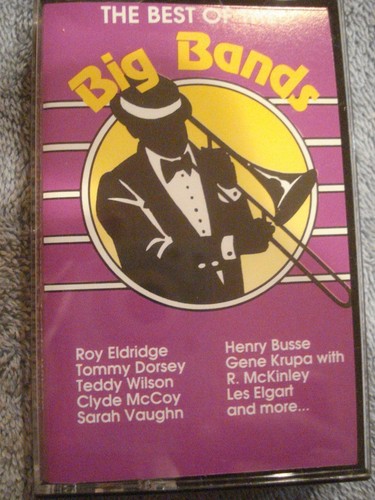 THE BEST OF
Big Bands
Roy Eldridge
Tommy Dorsey
Teddy Wilson
Clyde McCoy
Sarah Vaughn
Henry Busse
Gene Krupa with
R. McKinley
Les Elgart
and more...